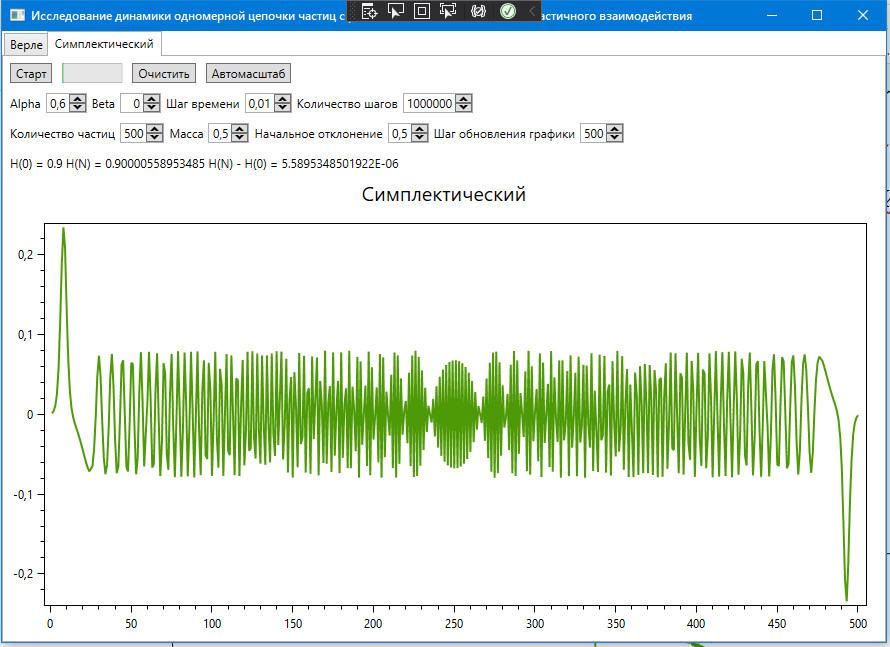 Исследование динамики одномерной цепочки частиц с
астичного взаимодействия
Верле Симплектический
Старт Очистить Автомасштаб
Alpha 0,6 Beta 0 Шаг времени 0,01 Количество шагов 1000000
Количество частиц 500 Масса 0,5 Начальное отклонение 0,5 Шаг обновления графики 500
H(0) = 0.9 H(N) = 0.90000558953485 H(N) - H(0) = 5.5895348501922E-06
Симплектический
0,2
0,1
0
-0,1
-0,2
0 50 100 150 200 250 300 350 400 450 500